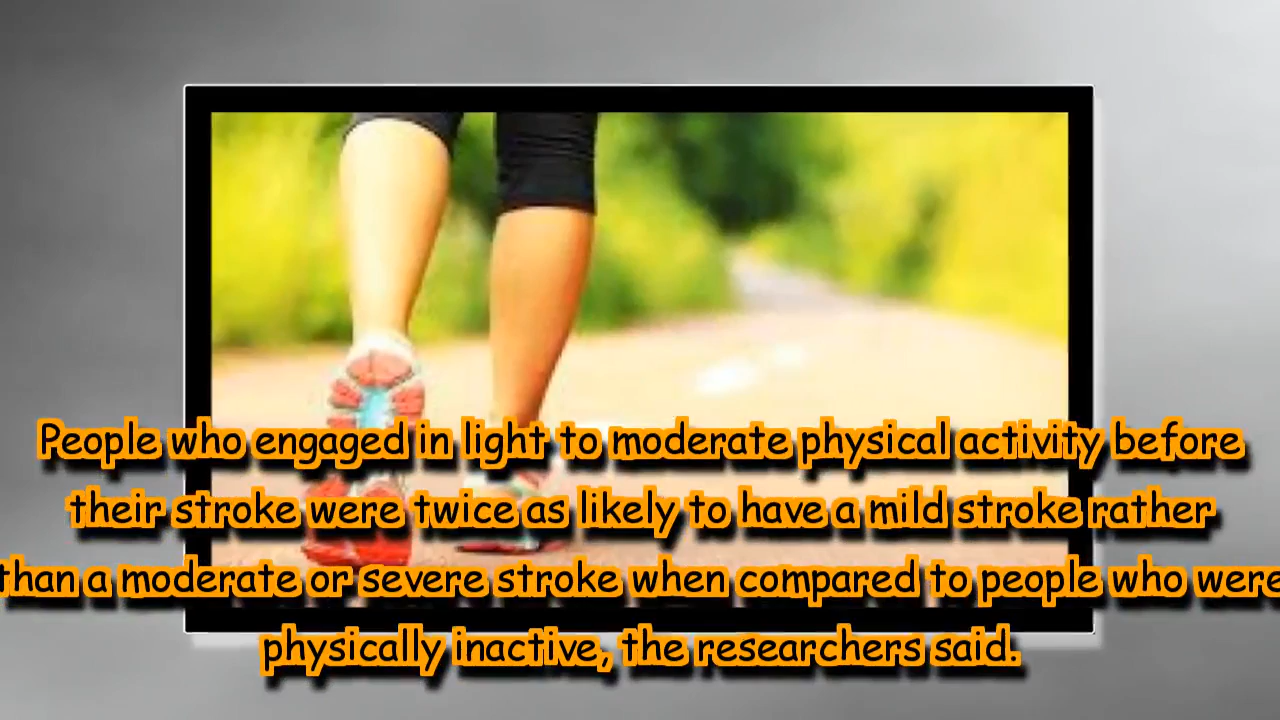 People who engaged in light to moderate physical activity before
their stroke were twice as likely to have a mild stroke rather
than a moderate or severe stroke when compared to people who were
physically inactive, the researchers said.